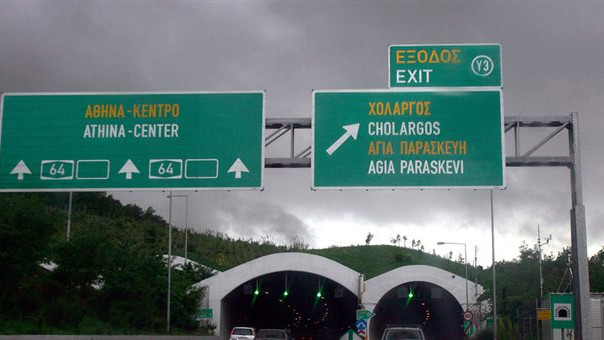 ΑΘΗΝΑ-ΚΕΝΤΡΟ
ATHINA-CENTER
64 64
ΕΞΟΔΟΣ
EXIT
Y3
ΧΟΛΑΡΓΟΣ
CHOLARGOS
ΑΓΙΑ ΠΑΡΑΣΚΕΥΗ
AGIA PARASKEVI